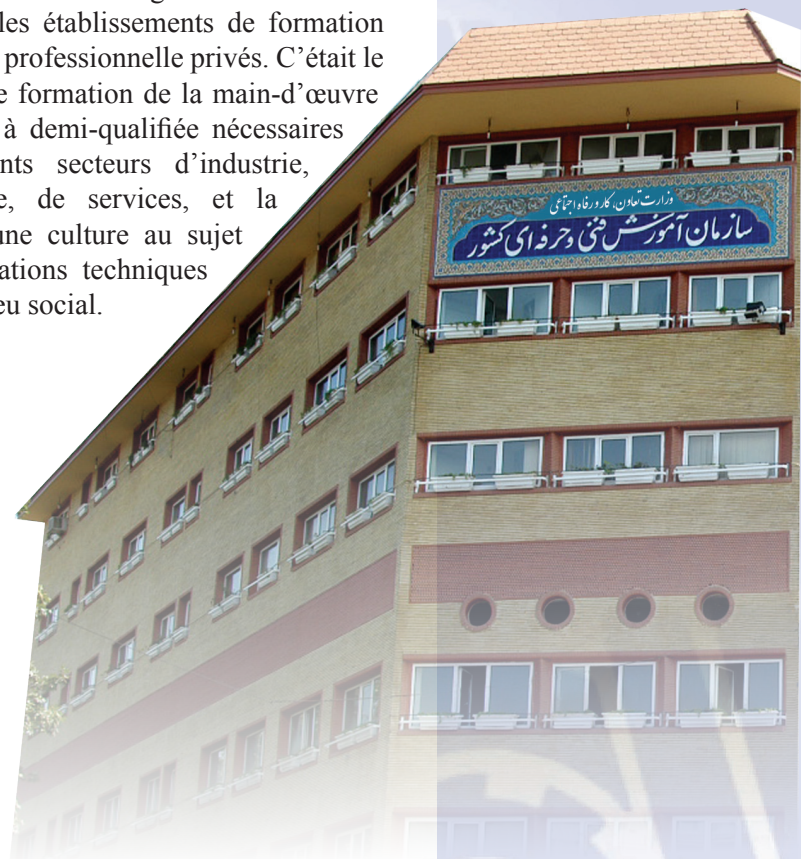 les établissements de formation
professionnelle privés. C’était le
e formation de la main-d’œuvre
à demi-qualifiée nécessaires
nts secteurs d’industrie,
e, de services, et la
une culture au sujet
ations techniques
eu social.
وزارت تعاون، کار و رفاه اجتماعی
سازمان آموزش فنی و حرفه ای کشور